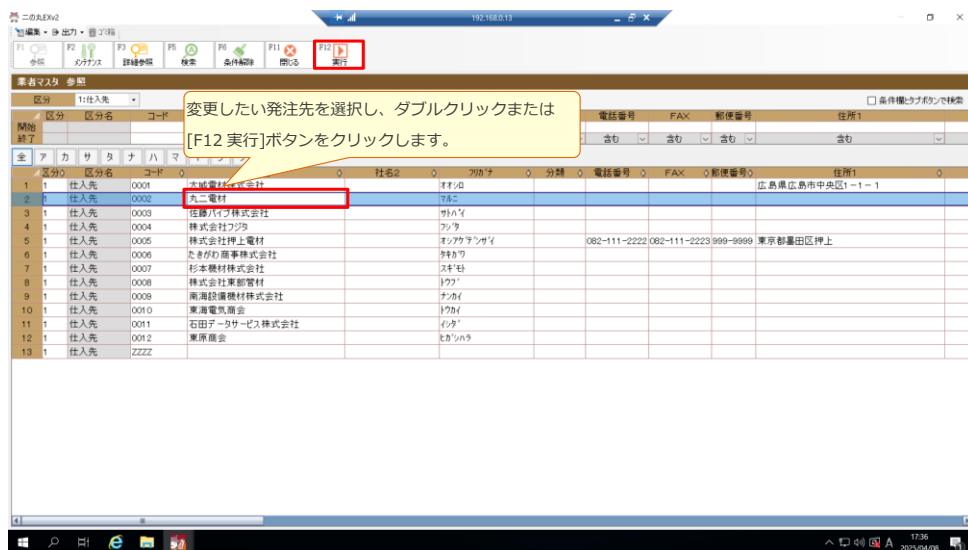 二の丸EXv2 192.168.0.13
編集 出力 ゴミ箱
F1 F2 F3 F5 F6 F11 F12
参照 メンテナンス 詳細参照 検索 条件解除 閉じる 実行
業者マスタ 参照
区分 1:仕入先 条件欄とタブボタンで検索
区分 区分名 コード 電話番号 FAX 郵便番号 住所1
開始
終了 含む 含む 含む 含む
変更したい発注先を選択し、ダブルクリックまたは
[F12 実行]ボタンをクリックします。
全 ア カ サ タ ナ ハ マ
区分 区分名 コード 社名2 フリガナ 分類 電話番号 FAX 郵便番号 住所1
1 1 仕入先 0001 大城電材株式会社 オオシロ 広島県広島市中央区1-1-1
2 1 仕入先 0002 丸二電材 マルニ
3 1 仕入先 0003 佐藤パイプ株式会社 サトパイ
4 1 仕入先 0004 株式会社フジタ フジタ
5 1 仕入先 0005 株式会社押上電材 オシアゲデンザイ 082-111-2222 082-111-2223 999-9999 東京都墨田区押上
6 1 仕入先 0006 たきがわ商事株式会社 タキガワ
7 1 仕入先 0007 杉本機材株式会社 スギモト
8 1 仕入先 0008 株式会社東部管材 トウブ
9 1 仕入先 0009 南海設備機材株式会社 ナンカイ
10 1 仕入先 0010 東海電気商会 トウカイ
11 1 仕入先 0011 石田データサービス株式会社 イシダ
12 1 仕入先 0012 東原商会 ヒガシハラ
13 1 仕入先 ZZZZ
A 17:36
2025/04/08